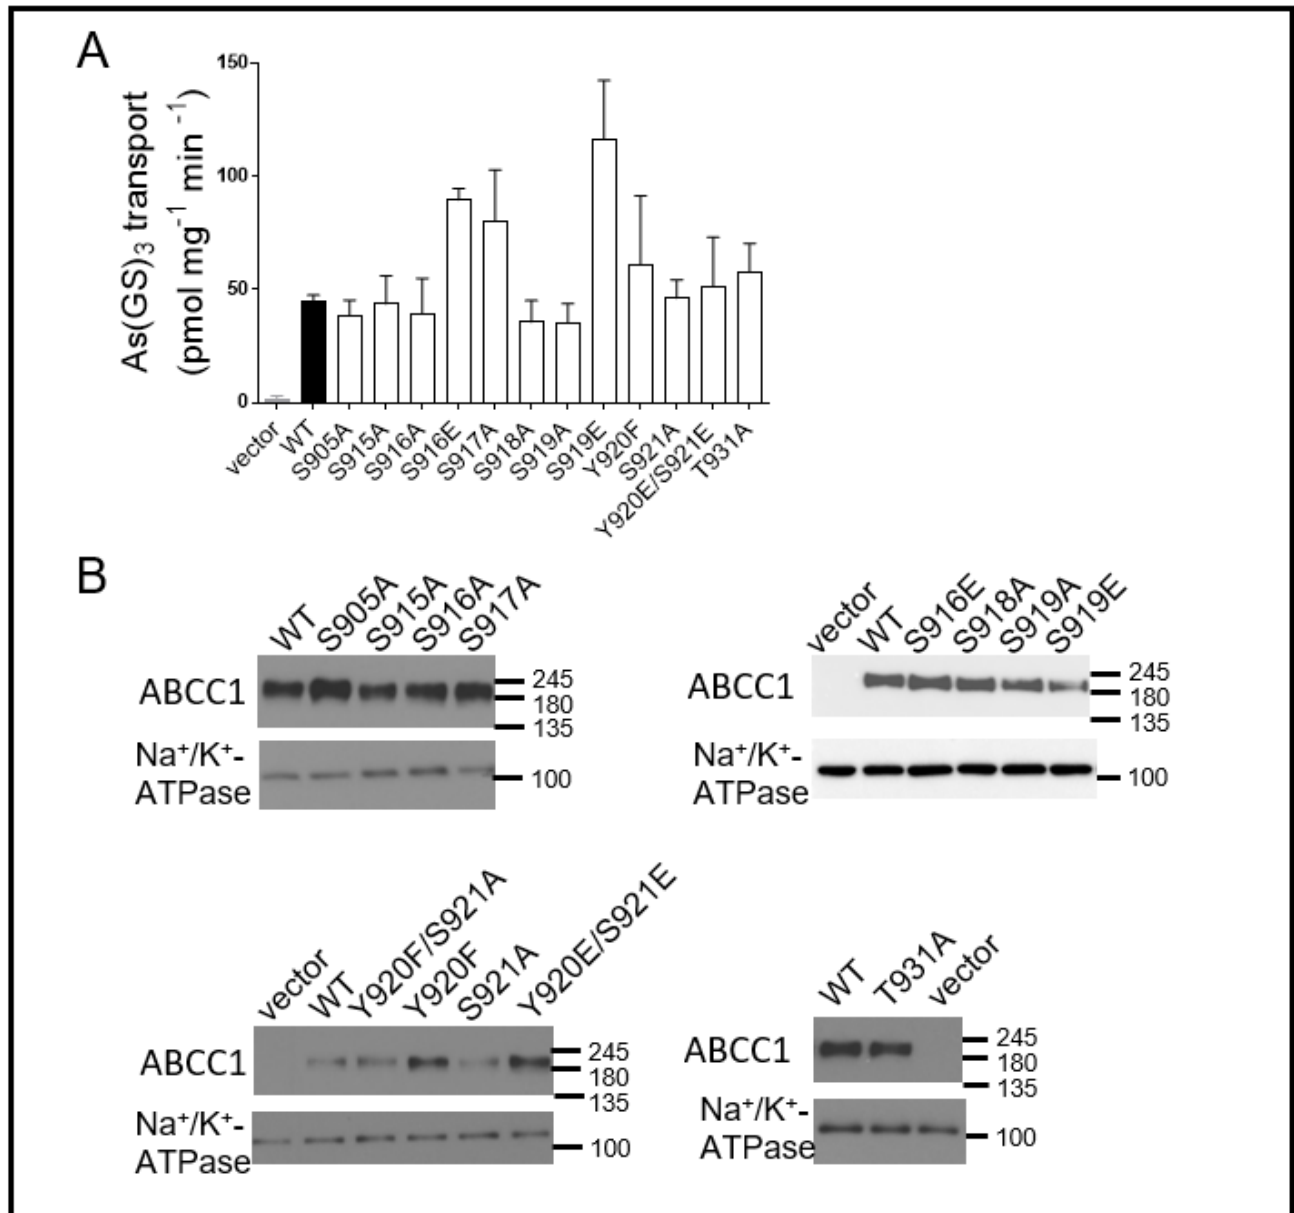 A
As(GS)3 transport
(pmol mg-1 min -1)
150
100
50
0
vector
WT
S905A
S915A
S916A
S916E
S917A
S918A
S919A
S919E
Y920F
S921A
Y920E/S921E
T931A
B
WT
S905A
S915A
S916A
S917A
ABCC1
245
180
135
Na+/K+-
ATPase
100
vector
WT
S916E
S918A
S919A
S919E
ABCC1
245
180
135
Na+/K+-
ATPase
100
vector
WT
Y920F/S921A
Y920F
S921A
Y920E/S921E
ABCC1
245
180
135
Na+/K+-
ATPase
100
WT
T931A
vector
ABCC1
245
180
135
Na+/K+-
ATPase
100